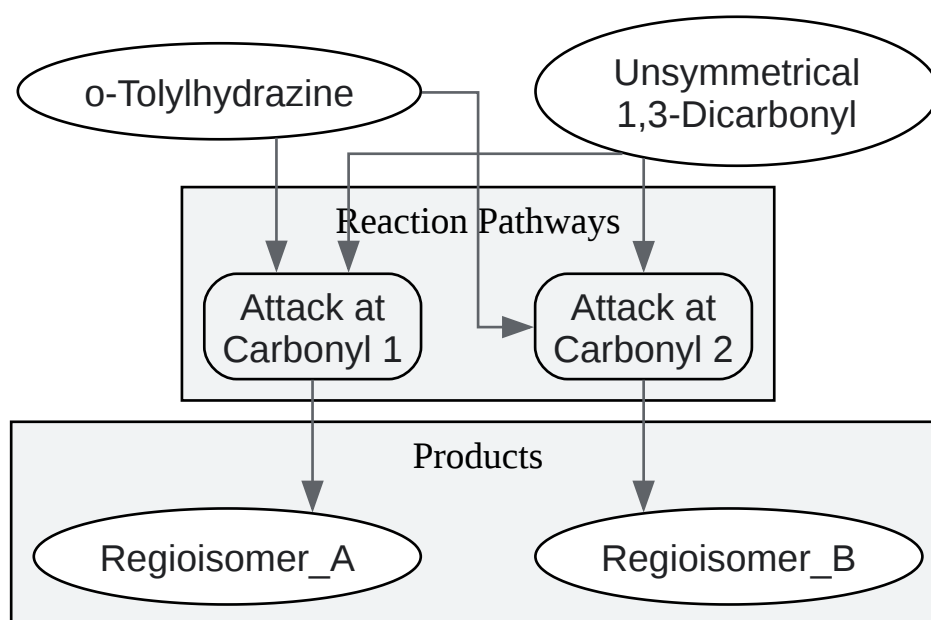 o-Tolylhydrazine
Unsymmetrical
1,3-Dicarbonyl
Reaction Pathways
Attack at
Carbonyl 1
Attack at
Carbonyl 2
Products
Regioisomer_A
Regioisomer_B